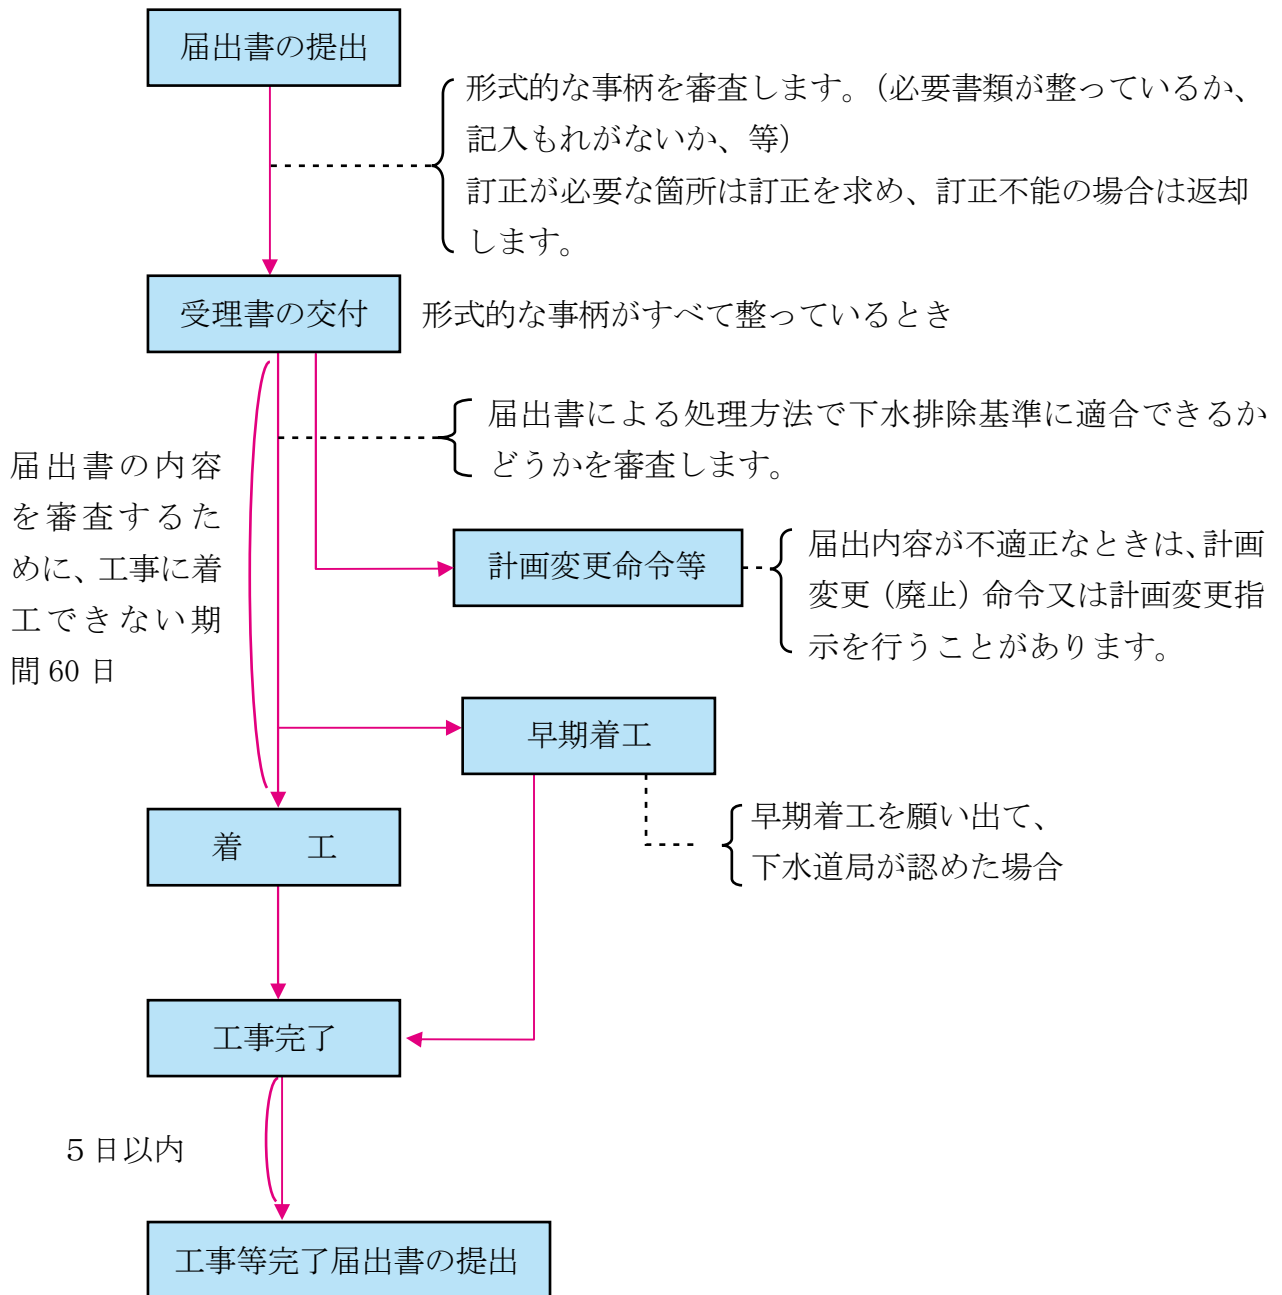 届出書の提出
形式的な事柄を審査します。（必要書類が整っているか、
記入もれがないか、等）
訂正が必要な箇所は訂正を求め、訂正不能の場合は返却
します。
受理書の交付
形式的な事柄がすべて整っているとき
届出書による処理方法で下水排除基準に適合できるか
どうかを審査します。
届出書の内容
を審査するた
めに、工事に着
工できない期
間 60 日
計画変更命令等
届出内容が不適正なときは、計画
変更（廃止）命令又は計画変更指
示を行うことがあります。
早期着工
早期着工を願い出て、
下水道局が認めた場合
着　　工
工事完了
５日以内
工事等完了届出書の提出